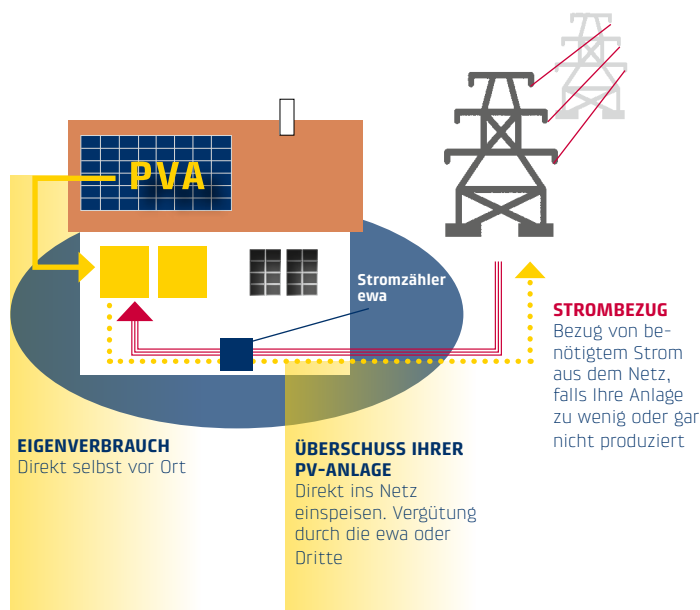 PVA
Stromzähler
ewa
STROMBEZUG
Bezug von be-
nötigtem Strom
aus dem Netz,
falls Ihre Anlage
zu wenig oder gar
nicht produziert
EIGENVERBRAUCH
Direkt selbst vor Ort
ÜBERSCHUSS IHRER
PV-ANLAGE
Direkt ins Netz
einspeisen. Vergütung
durch die ewa oder
Dritte